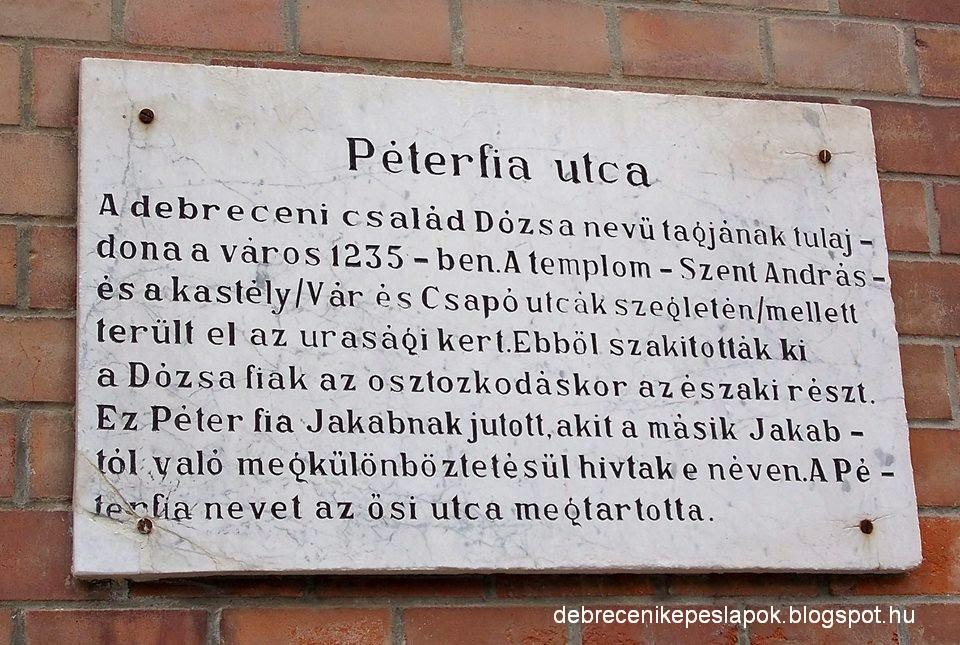 Péterfia utca
A debreceni család Dózsa nevü tagjának tulaj-
dona a város 1235-ben. A templom-Szent András-
és a kastély/Vár és Csapó utcák szegletén/mellett
terült el az urasági kert. Ebböl szakitották ki
a Dózsa fiak az osztozkodáskor az északi részt.
Ez Péter fia Jakabnak jutott, akit a másik Jakab-
tól való megkülönböztetésül hivtak e néven. A Pé-
terfia nevet az ősi utca megtartotta.
debrecenikepeslapok.blogspot.hu